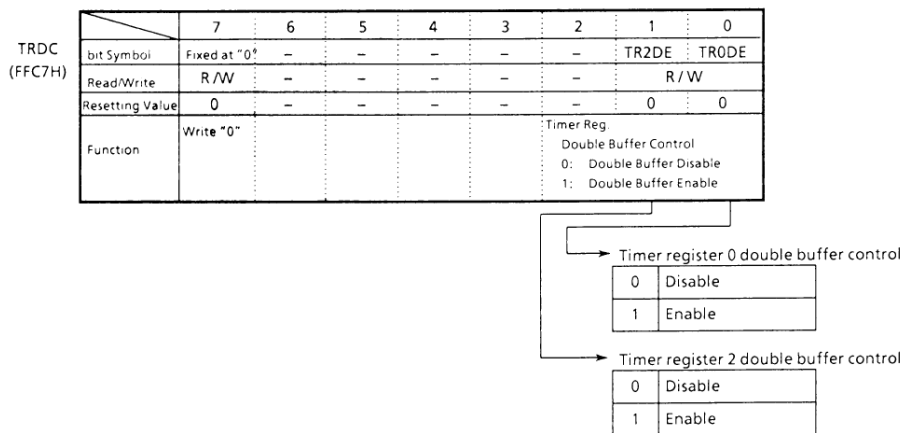 7 6 5 4 3 2 1 0
TRDC
(FFC7H)
bit Symbol Fixed at "0" – – – – – TR2DE TR0DE
Read/Write R/W – – – – – R/W
Resetting Value 0 – – – – – 0 0
Function Write "0" Timer Reg.
Double Buffer Control
0: Double Buffer Disable
1: Double Buffer Enable
Timer register 0 double buffer control
0 Disable
1 Enable
Timer register 2 double buffer control
0 Disable
1 Enable